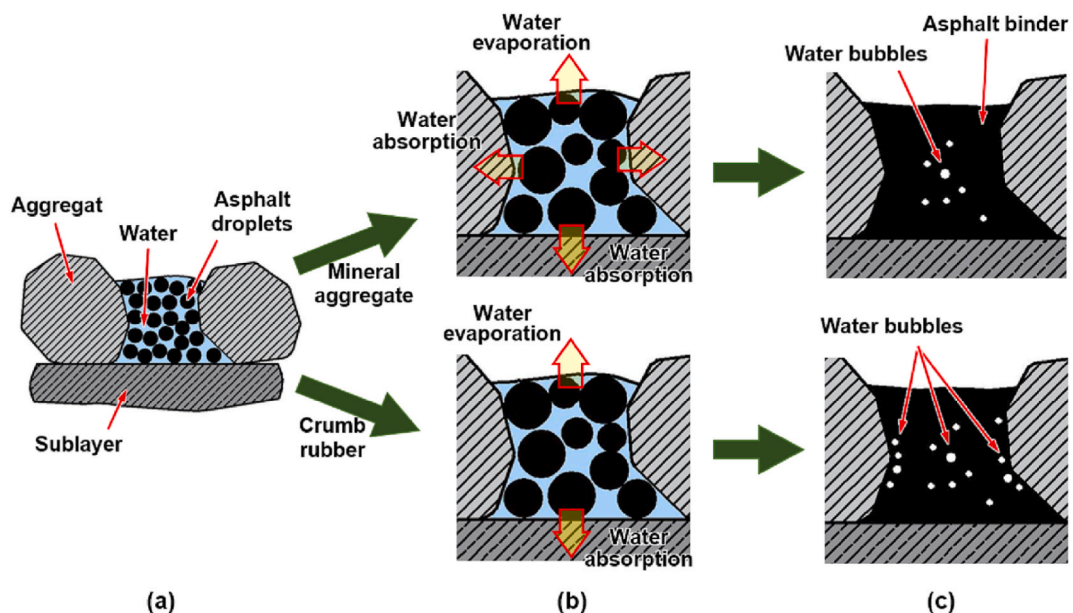 Aggregat
Water
Asphalt
droplets
Sublayer
Mineral
aggregate
Crumb
rubber
(a)
Water
evaporation
Water
absorption
Water absorption
Water
evaporation
Water
absorption
(b)
Asphalt binder
Water bubbles
Water bubbles
(c)